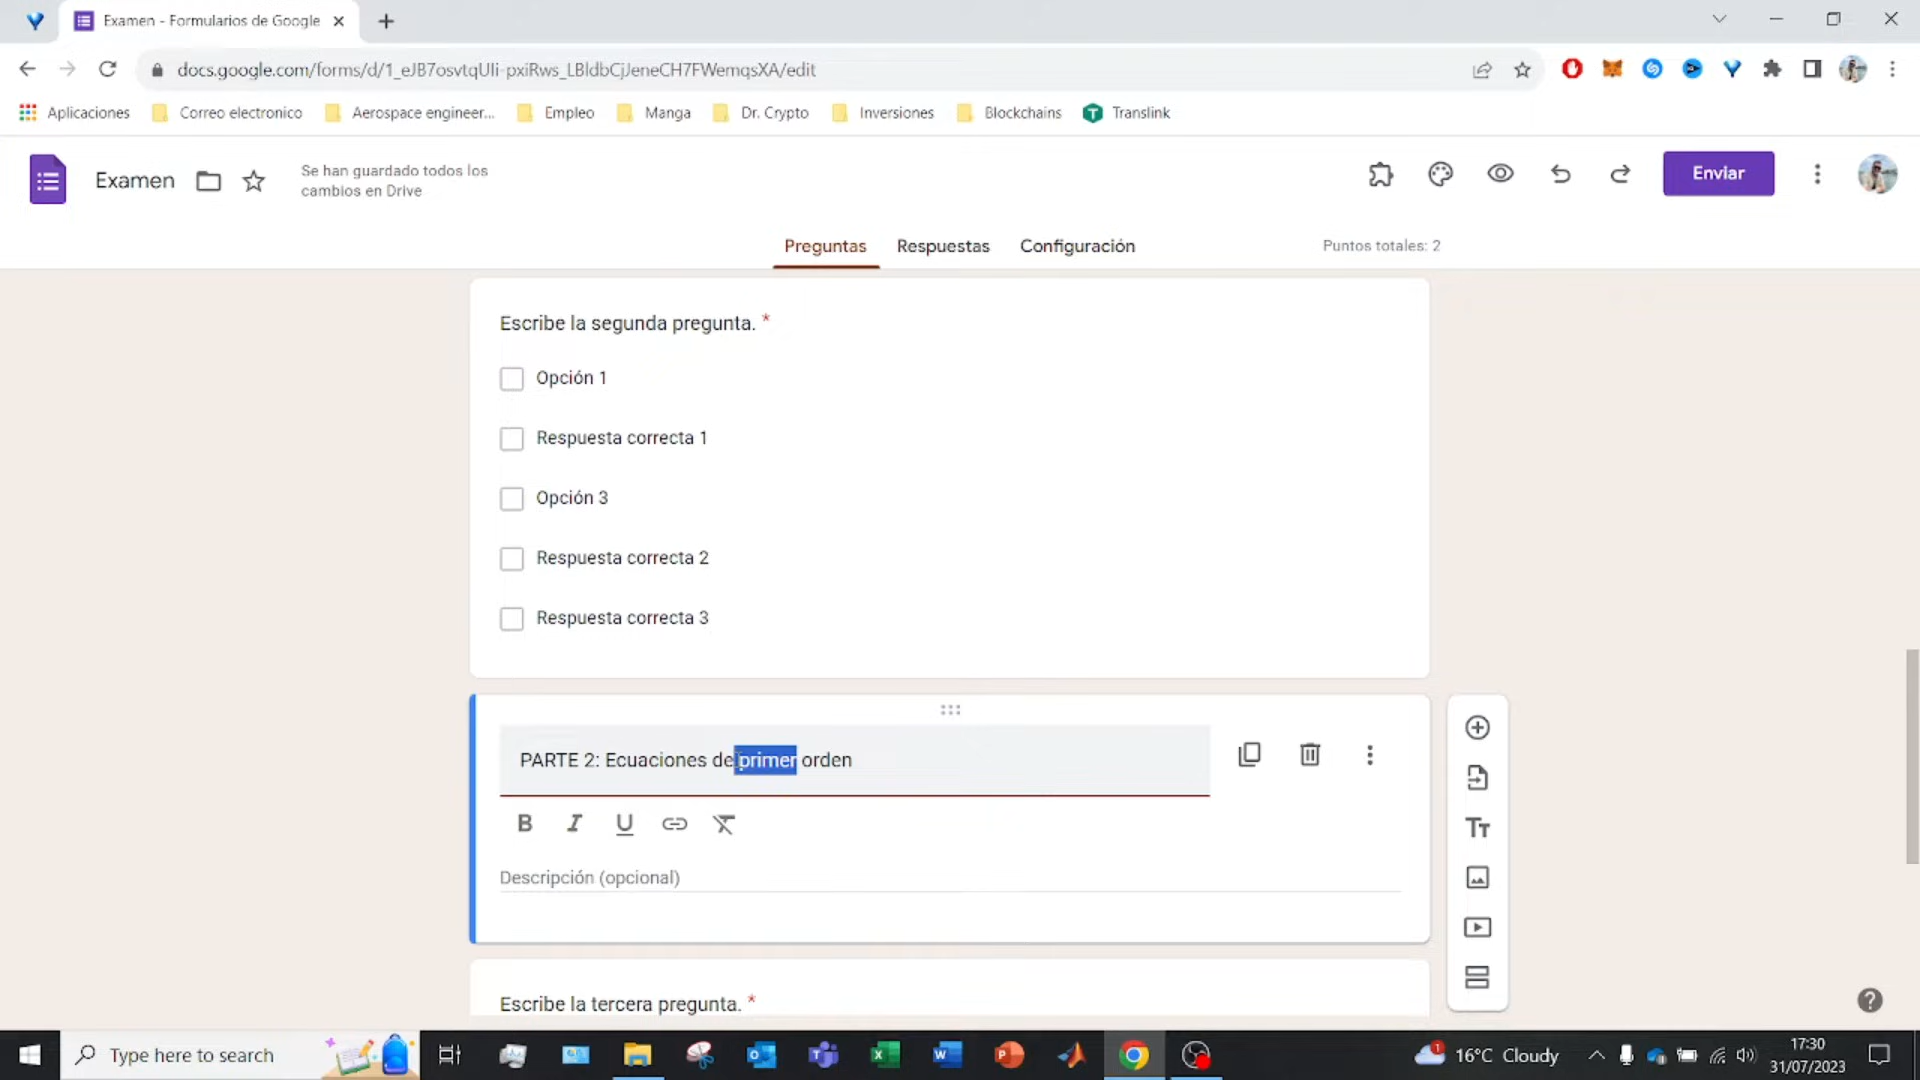 Examen - Formularios de Google
docs.google.com/forms/d/1_eJB7osvtqUIi-pxiRws_LBldbCjJeneCH7FWemqsXA/edit
Aplicaciones Correo electronico Aerospace engineer... Empleo Manga Dr. Crypto Inversiones Blockchains Translink
Examen
Se han guardado todos los
cambios en Drive
Enviar
Preguntas Respuestas Configuración Puntos totales: 2
Escribe la segunda pregunta. *
Opción 1
Respuesta correcta 1
Opción 3
Respuesta correcta 2
Respuesta correcta 3
PARTE 2: Ecuaciones de primer orden
B I U
Descripción (opcional)
Escribe la tercera pregunta. *
Type here to search
1 16°C Cloudy
17:30
31/07/2023